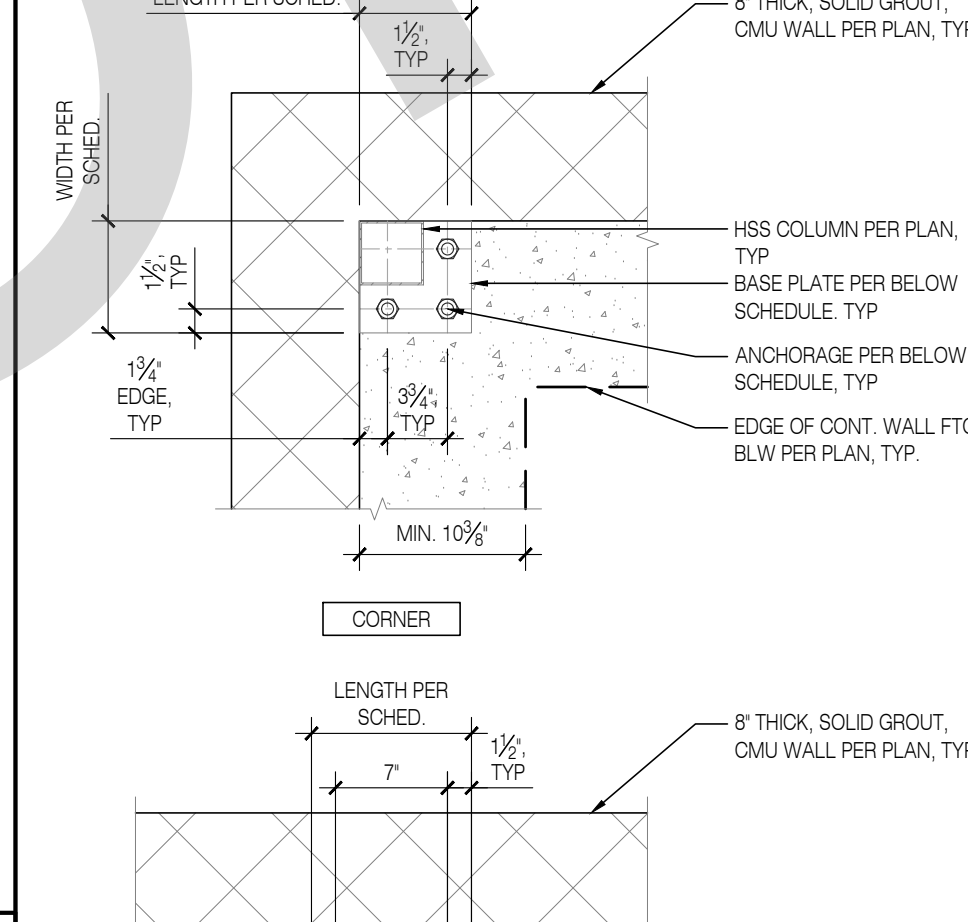 LENGTH PER SCHED.
8" THICK, SOLID GROUT,
CMU WALL PER PLAN, TYP
1½",
TYP
WIDTH PER
SCHED.
HSS COLUMN PER PLAN,
TYP
BASE PLATE PER BELOW
SCHEDULE. TYP
1½",
TYP
ANCHORAGE PER BELOW
SCHEDULE, TYP
1¾"
EDGE,
TYP
3¾",
TYP
EDGE OF CONT. WALL FTG
BLW PER PLAN, TYP.
MIN. 10⅜"
CORNER
LENGTH PER
SCHED.
1½",
TYP
7"
8" THICK, SOLID GROUT,
CMU WALL PER PLAN, TYP